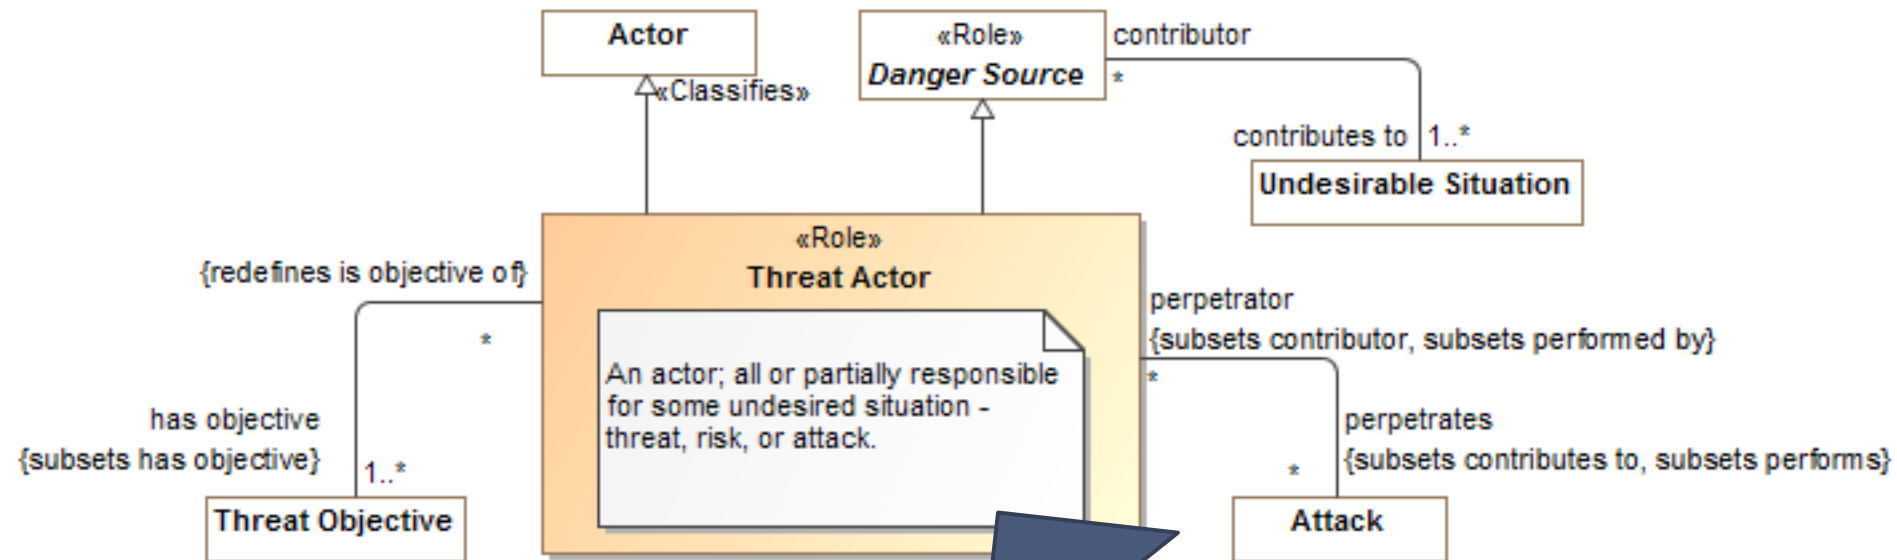 Actor
«Role»
Danger Source
contributor
*
«Classifies»
contributes to
1..*
Undesirable Situation
«Role»
Threat Actor
{redefines is objective of}
*
An actor; all or partially responsible
for some undesired situation -
threat, risk, or attack.
perpetrator
{subsets contributor, subsets performed by}
*
has objective
{subsets has objective}
1..*
Threat Objective
perpetrates
{subsets contributes to, subsets performs}
*
Attack